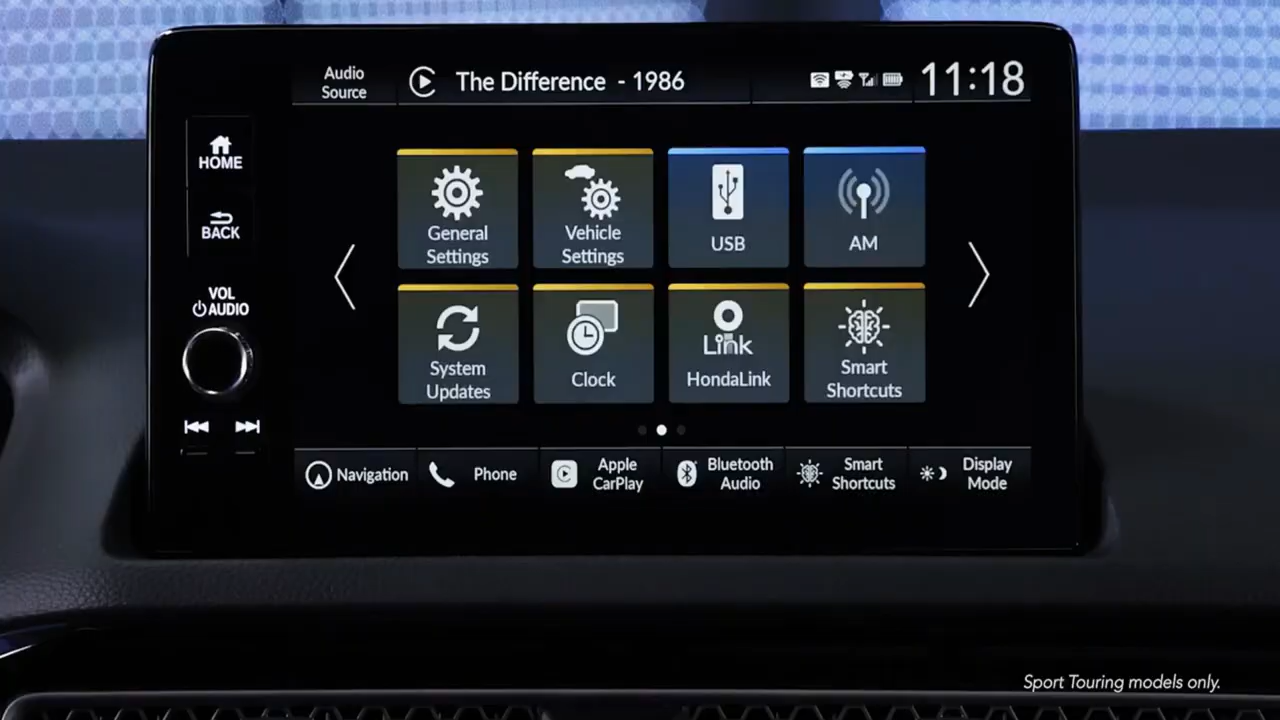 Audio
Source
The Difference - 1986
11:18
HOME
BACK
VOL
AUDIO
General
Settings
Vehicle
Settings
USB
AM
System
Updates
Clock
Link
HondaLink
Smart
Shortcuts
Navigation
Phone
Apple
CarPlay
Bluetooth
Audio
Smart
Shortcuts
Display
Mode
Sport Touring models only.